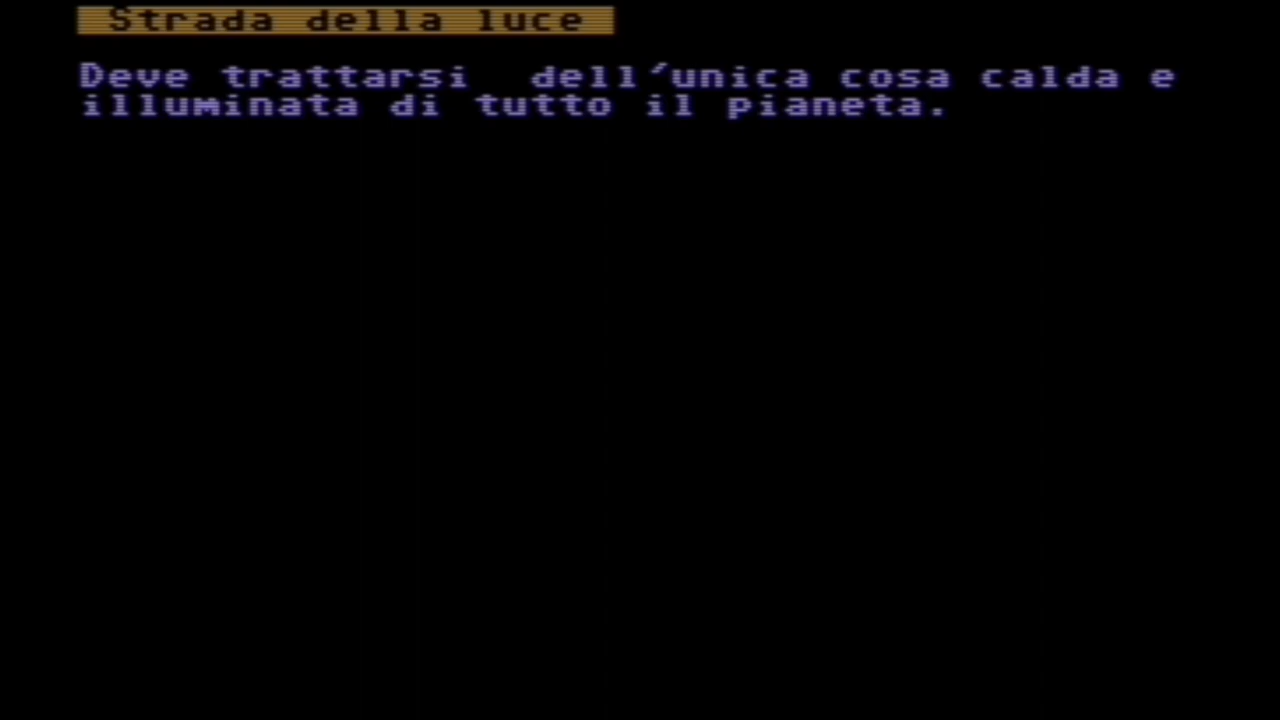 Strada della luce
Deve trattarsi  dell'unica cosa calda e
illuminata di tutto il pianeta.